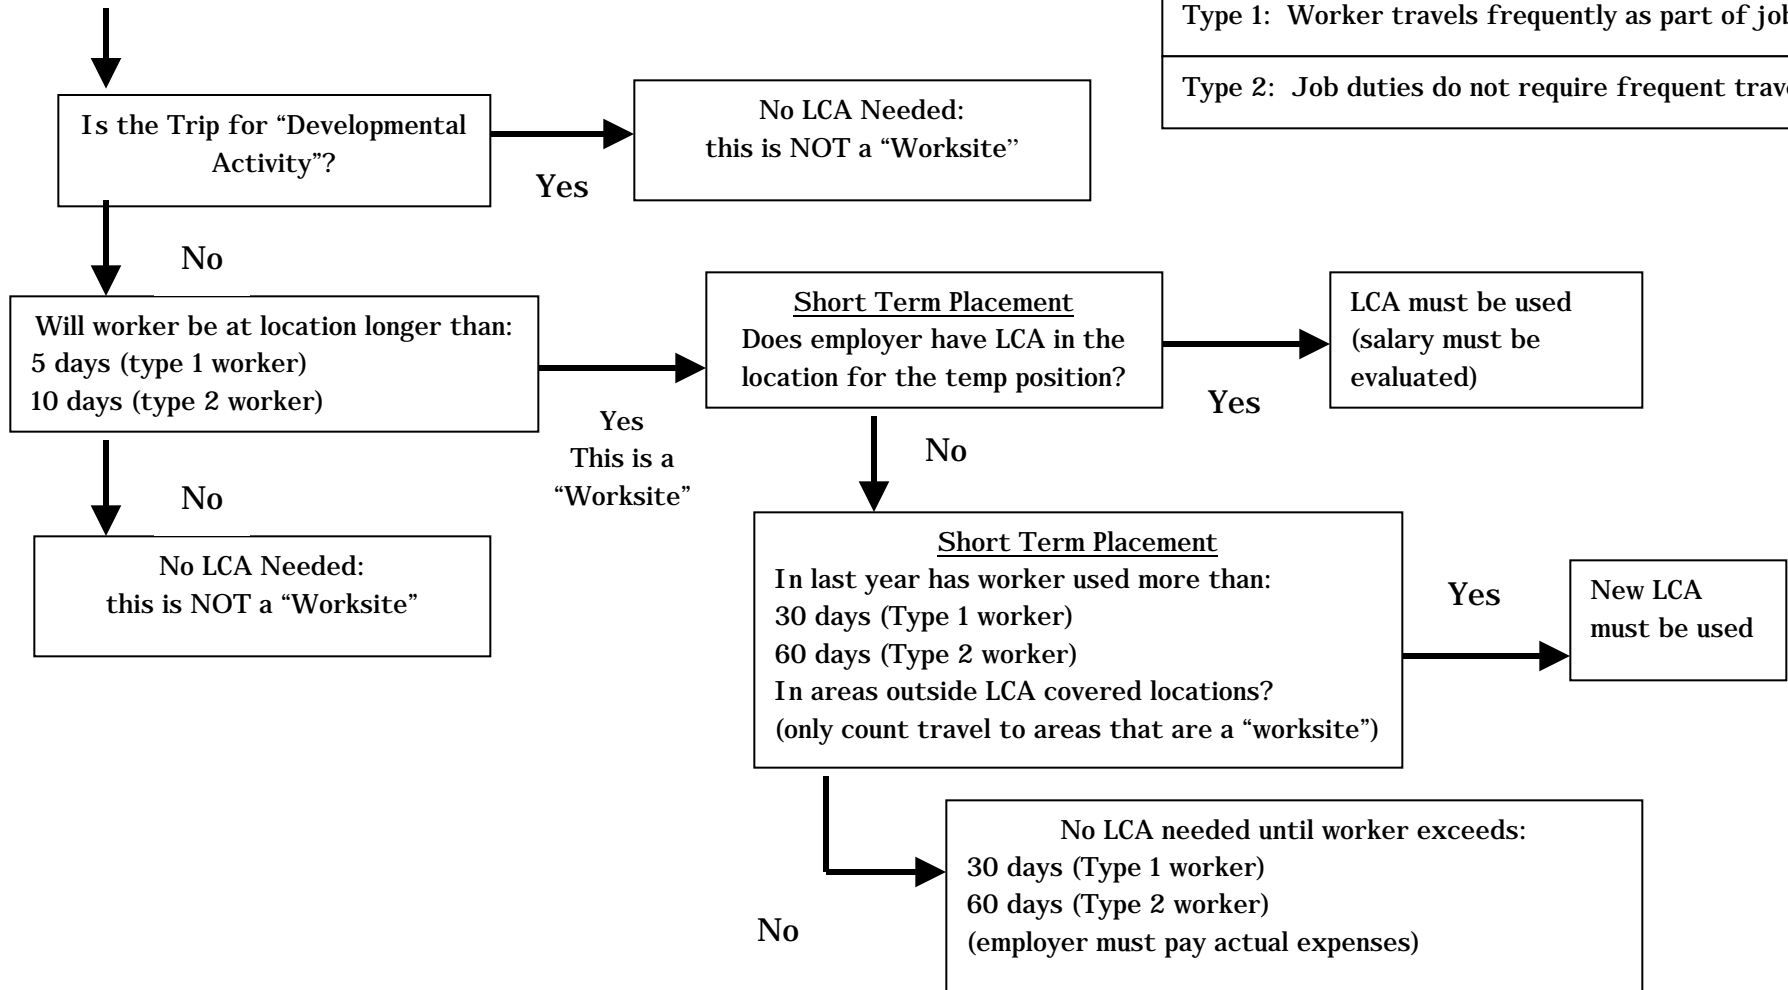 Type 1: Worker travels frequently as part of job
Type 2: Job duties do not require frequent
Is the Trip for “Developmental
Activity”?
Yes
No LCA Needed:
this is NOT a “Worksite”
No
Will worker be at location longer than:
5 days (type 1 worker)
10 days (type 2 worker)
Yes
This is a
“Worksite”
Short Term Placement
Does employer have LCA in the
location for the temp position?
Yes
LCA must be used
(salary must be
evaluated)
No
No LCA Needed:
this is NOT a “Worksite”
No
Short Term Placement
In last year has worker used more than:
30 days (Type 1 worker)
60 days (Type 2 worker)
In areas outside LCA covered locations?
(only count travel to areas that are a “worksite”)
Yes
New LCA
must be used
No
No LCA needed until worker exceeds:
30 days (Type 1 worker)
60 days (Type 2 worker)
(employer must pay actual expenses)